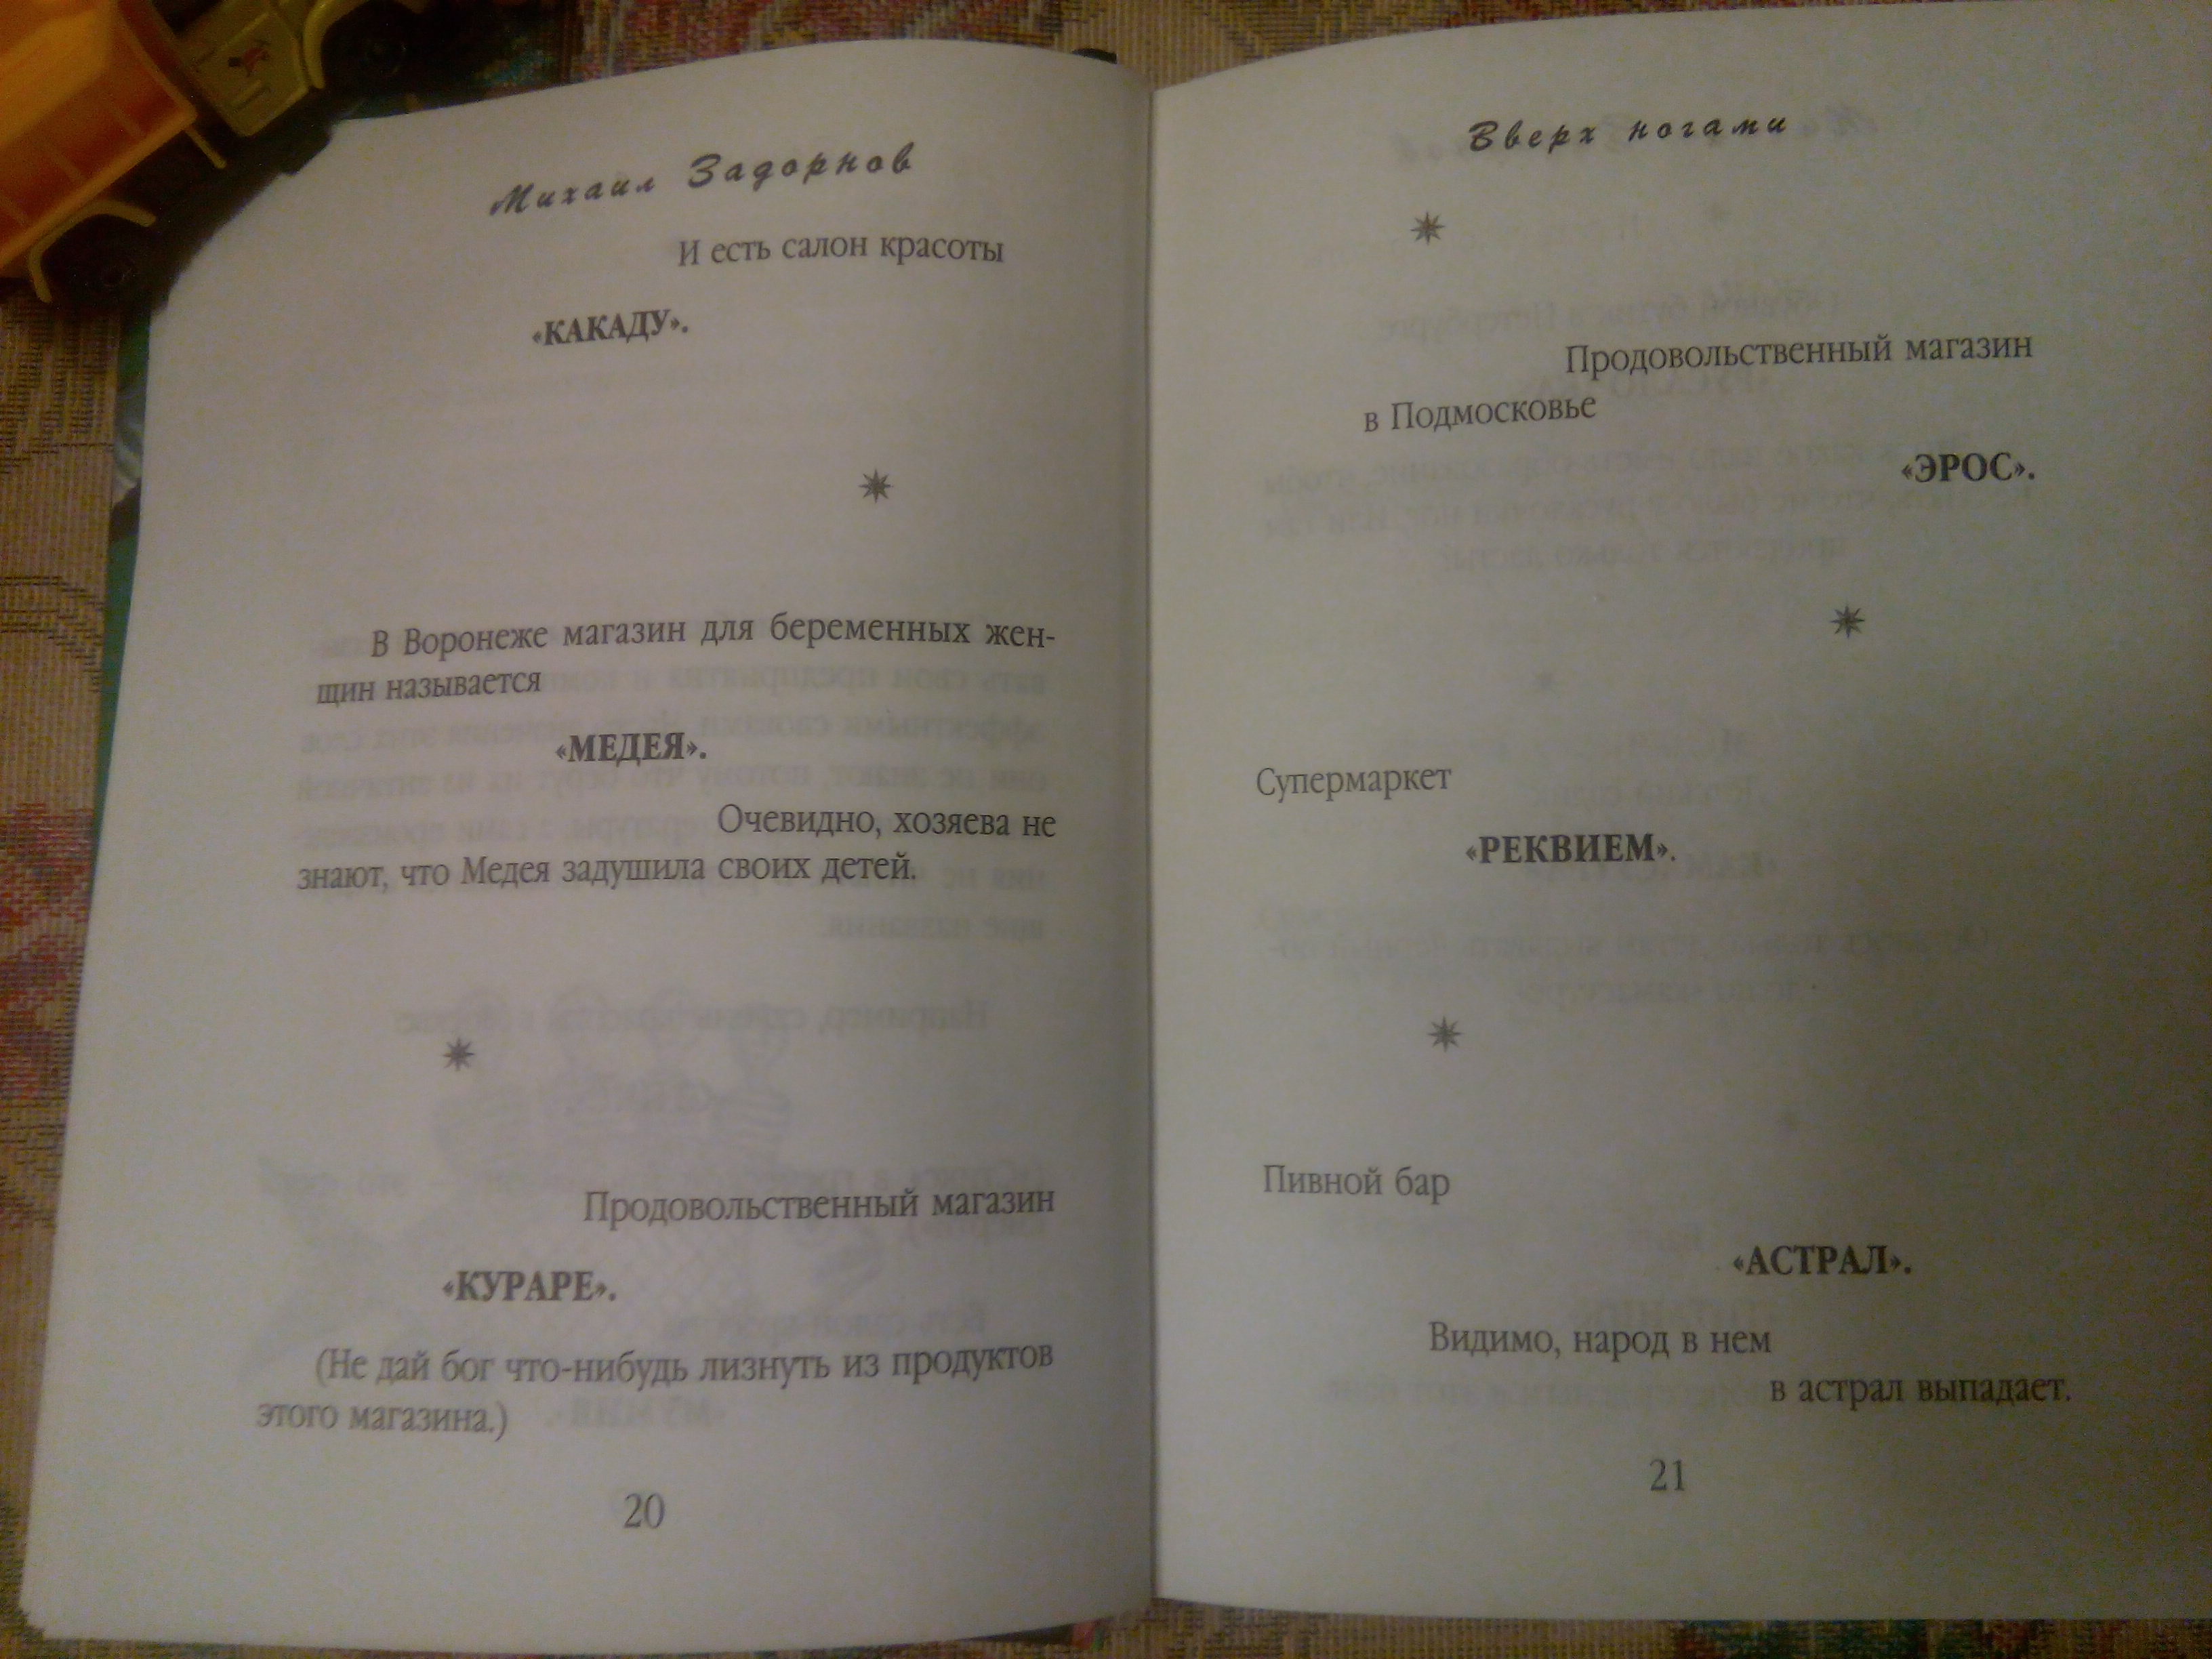 Михаил Задорнов
И есть салон красоты
«КАКАДУ».
В Воронеже магазин для беременных жен-
щин называется
«МЕДЕЯ».
Очевидно, хозяева не
знают, что Медея задушила своих детей.
Продовольственный магазин
«КУРАРЕ».
(Не дай бог что-нибудь лизнуть из продуктов
этого магазина.)
20
Вверх ногами
Продовольственный магазин
в Подмосковье
«ЭРОС».
Супермаркет
«РЕКВИЕМ».
Пивной бар
«АСТРАЛ».
Видимо, народ в нем
в астрал выпадает.
21